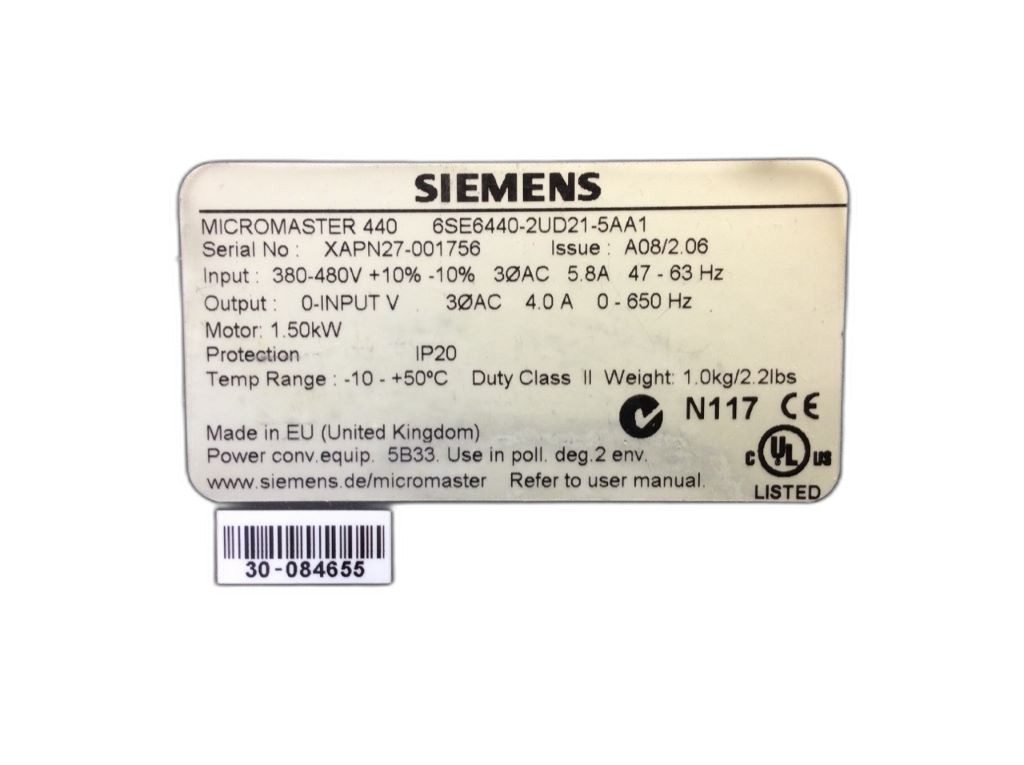 SIEMENS
MICROMASTER 440 6SE6440-2UD21-5AA1
Serial No : XAPN27-001756 Issue : A08/2.06
Input : 380-480V +10% -10% 3ØAC 5.8A 47 - 63 Hz
Output : 0-INPUT V 3ØAC 4.0 A 0 - 650 Hz
Motor: 1.50kW
Protection IP20
Temp Range : -10 - +50ºC Duty Class II Weight: 1.0kg/2.2lbs
N117 CE
Made in EU (United Kingdom)
Power conv.equip. 5B33. Use in poll. deg.2 env.
C UL US
www.siemens.de/micromaster Refer to user manual.
LISTED
30-084655